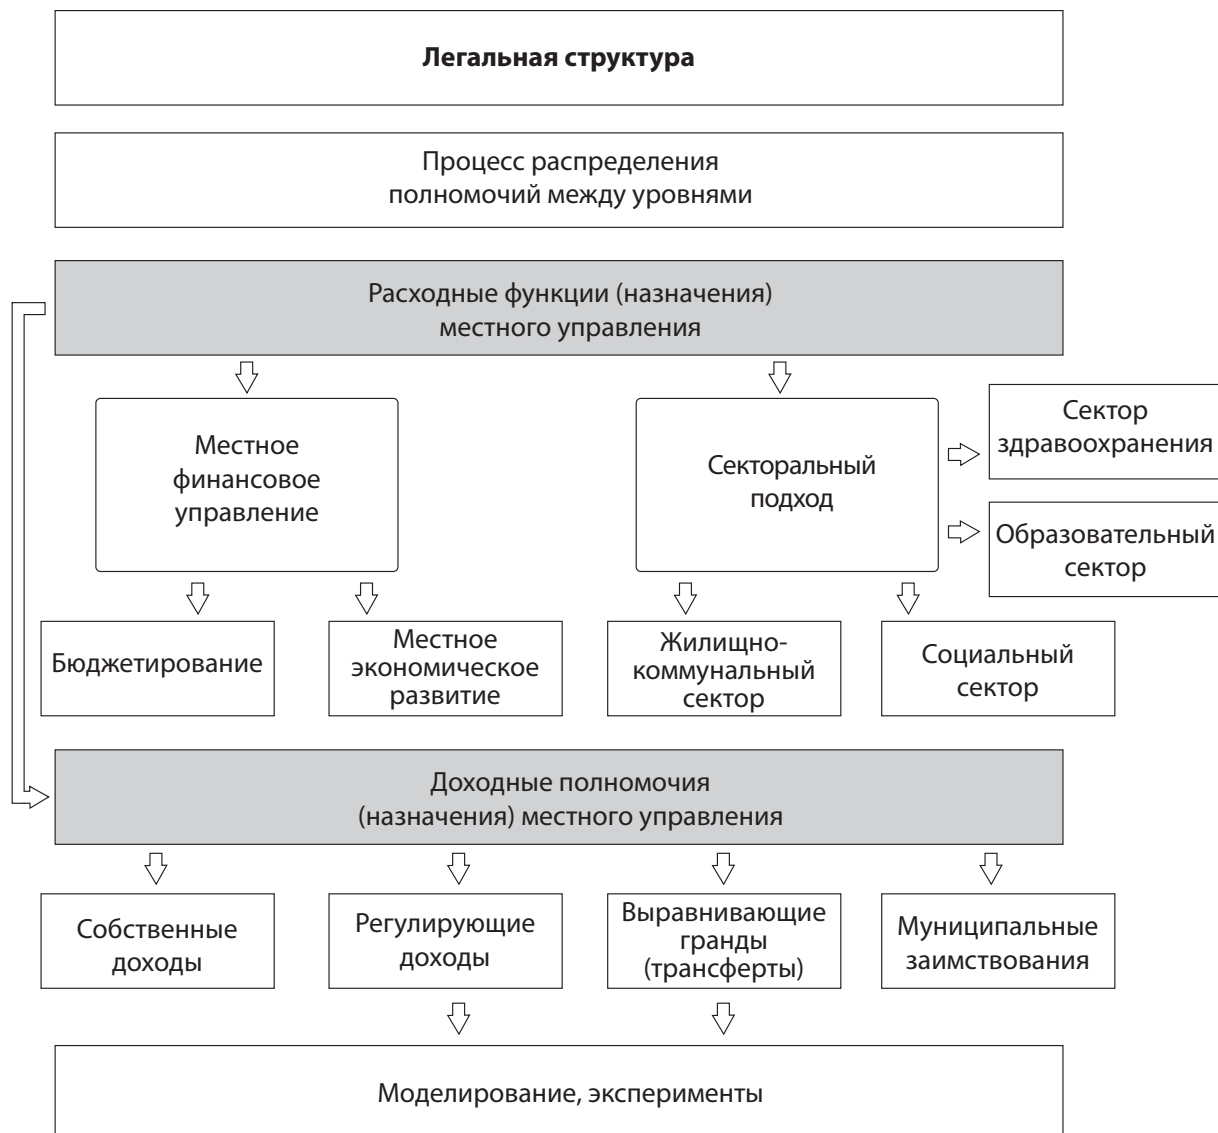 Легальная структура
Процесс распределения
полномочий между уровнями
Расходные функции (назначения)
местного управления
Местное
финансовое
управление
Секторальный
подход
Сектор
здравоохранения
Образовательный
сектор
Бюджетирование
Местное
экономическое
развитие
Жилищно-
коммунальный
сектор
Социальный
сектор
Доходные полномочия
(назначения) местного управления
Собственные
доходы
Регулирующие
доходы
Выравнивающие
гранды
(трансферты)
Муниципальные
заимствования
Моделирование, эксперименты